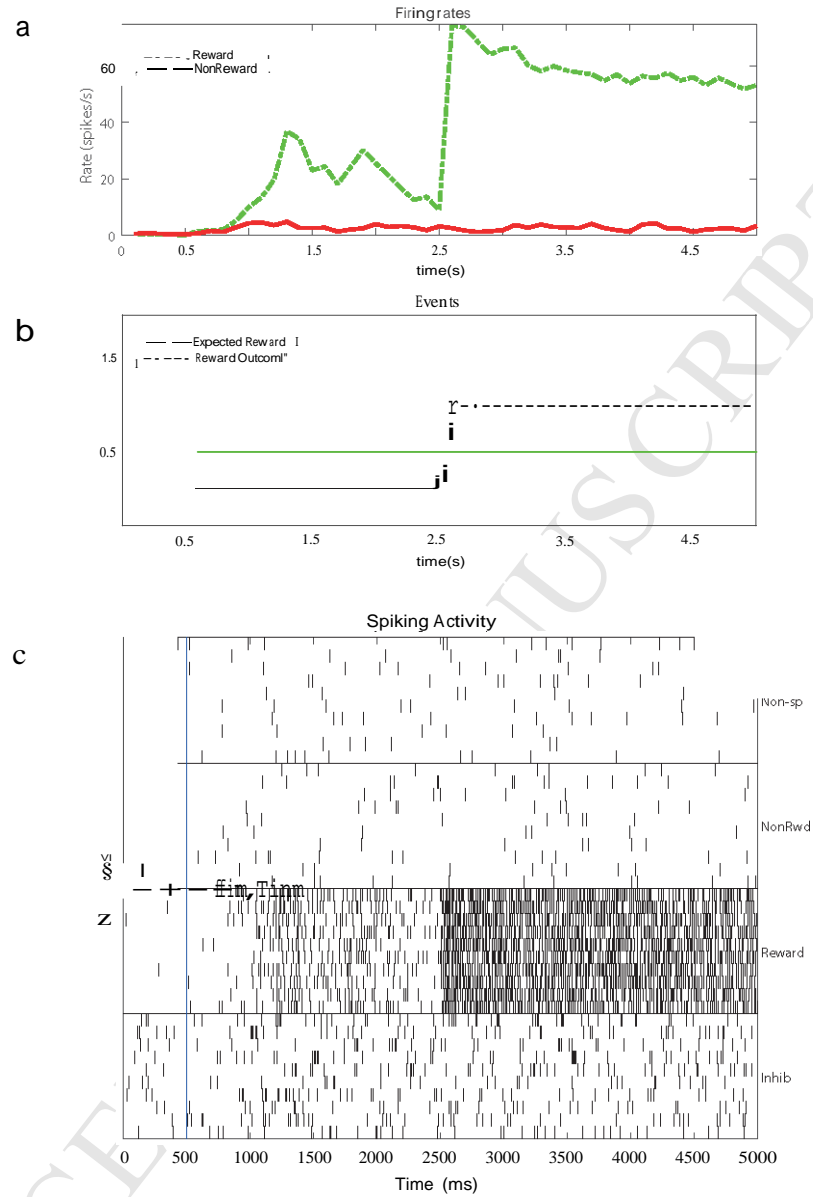 a
Firing rates
Reward
NonReward
60
40
20
0
Rate (spikes/s)
0 0.5 1.5 2.5 3.5 4.5
time(s)
Events
b
Expected Reward I
Reward Outcoml"
1.5
0.5
r
i
j i
0.5 1.5 2.5 3.5 4.5
time(s)
Spiking Activity
c
Non-sp
NonRwd
Reward
Inhib
§
Z
0 500 1000 1500 2000 2500 3000 3500 4000 4500 5000
Time (ms)